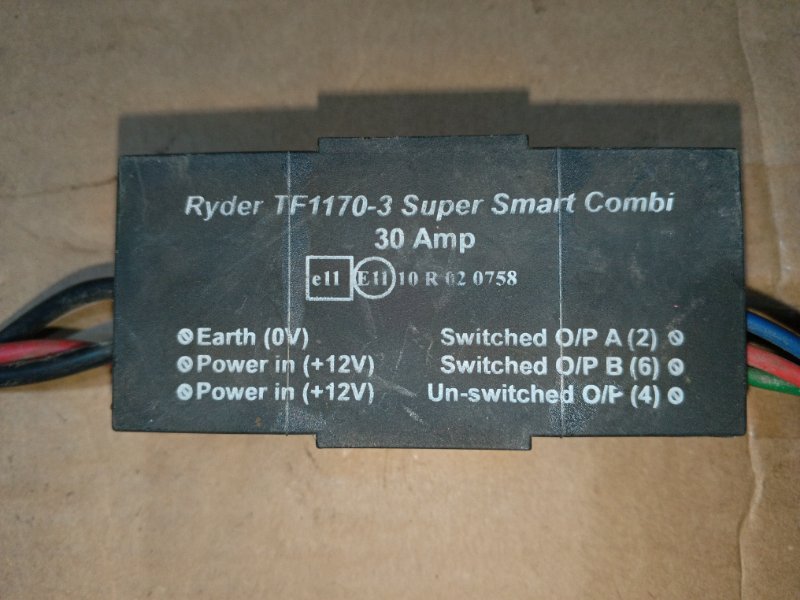 Ryder TF1170-3 Super Smart Combi
30 Amp
e11 E11 10 R 02 0758
Earth (0V) Switched O/P A (2)
Power in (+12V) Switched O/P B (6)
Power in (+12V) Un-switched O/P (4)